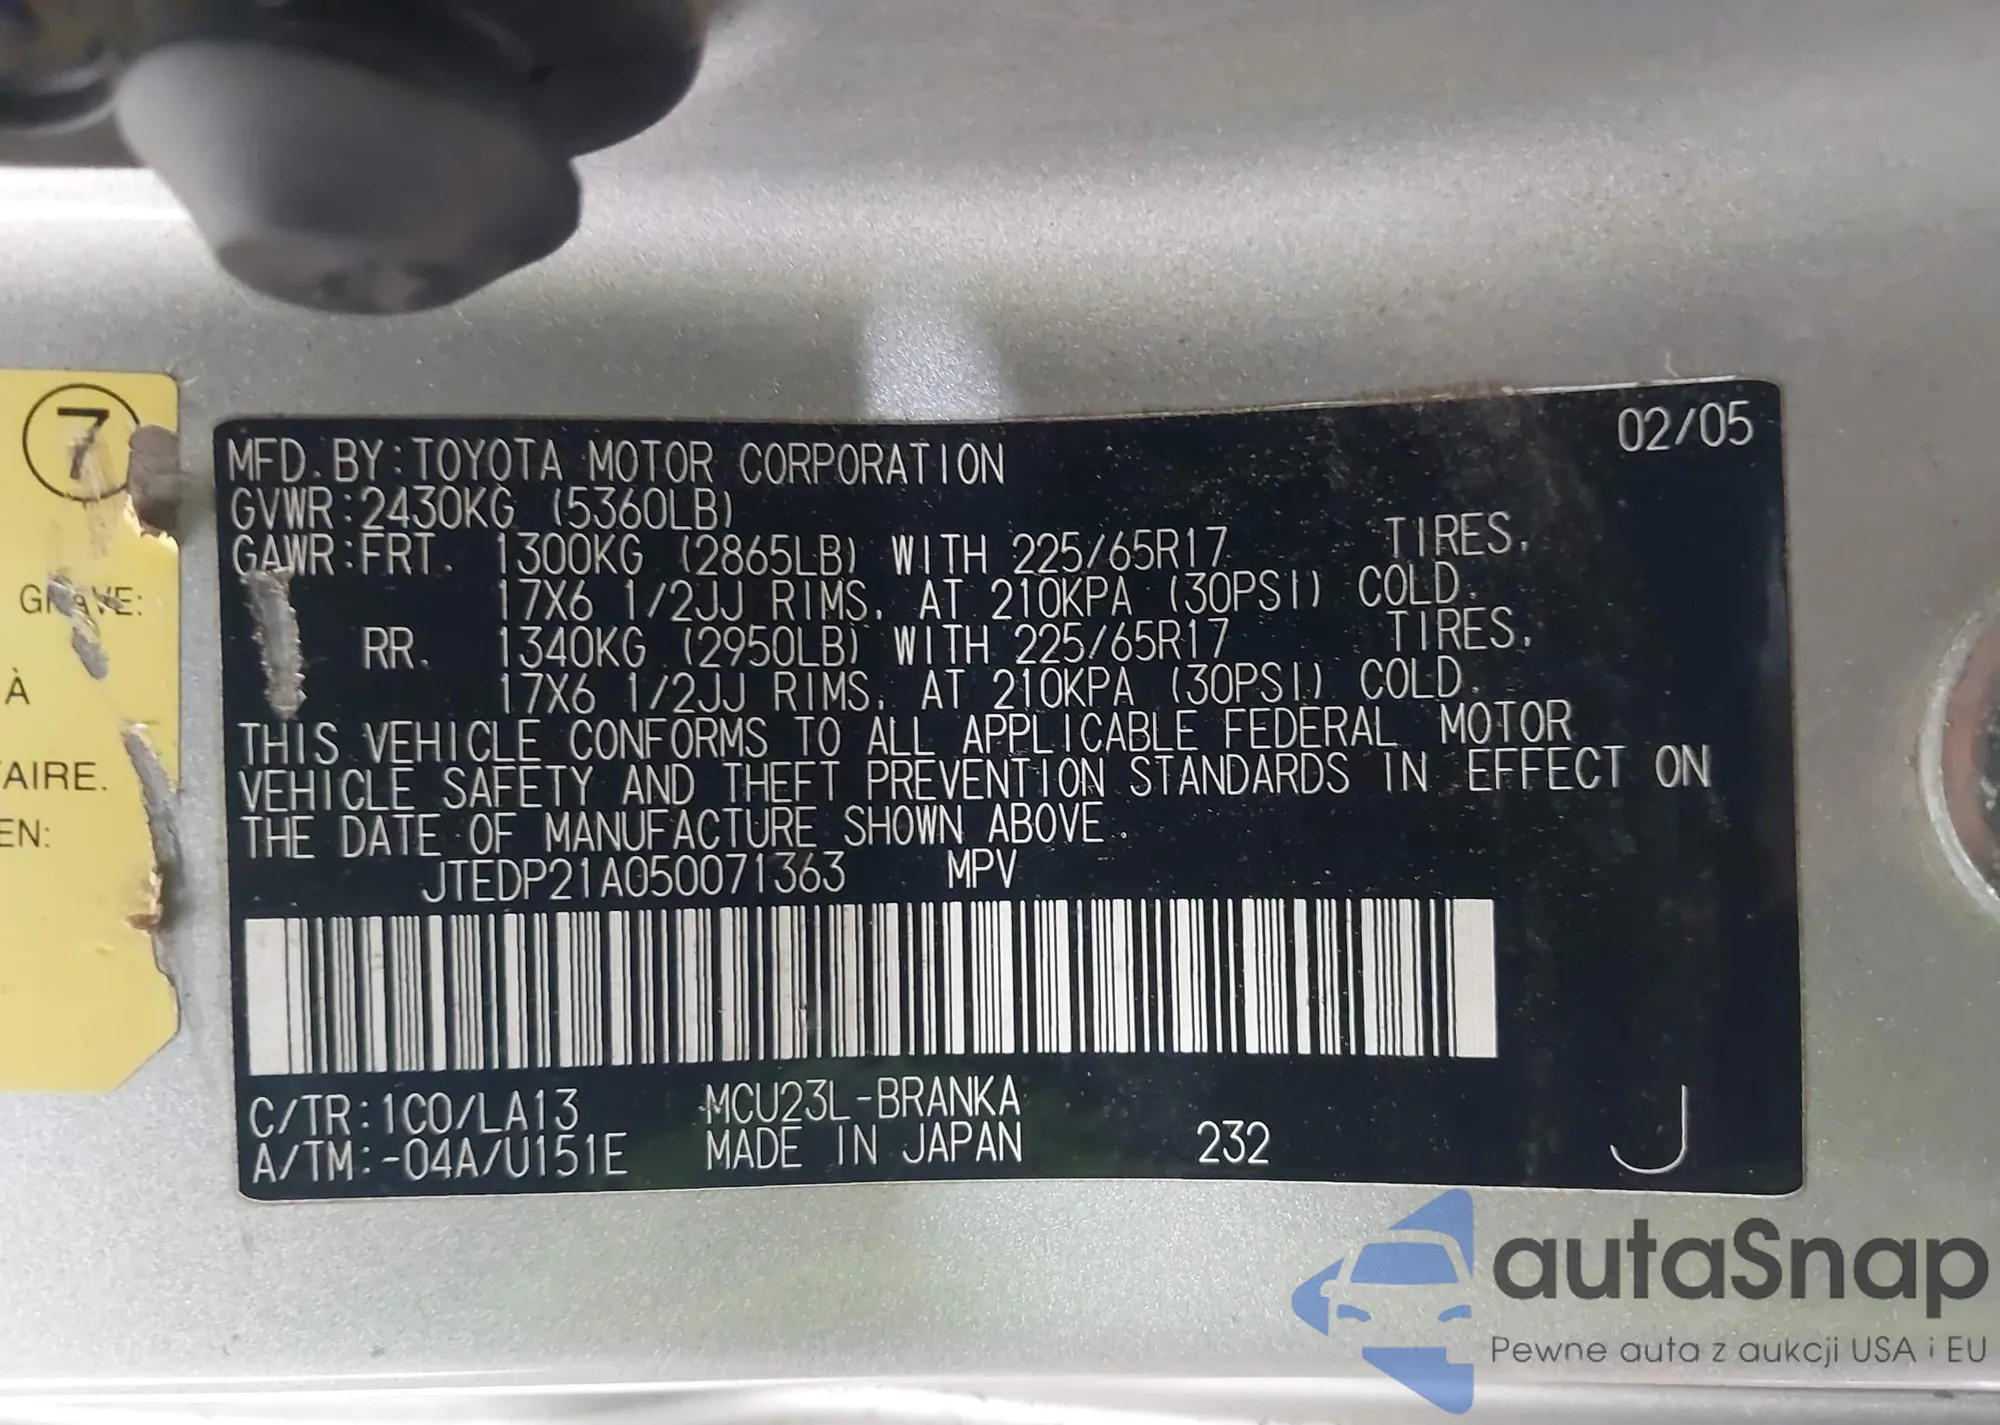 7
GRAVE:
À
TAIRE.
EN:
02/05
MFD. BY: TOYOTA MOTOR CORPORATION
GVWR: 2430KG (5360LB)
GAWR: FRT. 1300KG (2865LB) WITH 225/65R17 TIRES,
17X6 1/2JJ RIMS, AT 210KPA (30PSI) COLD.
RR. 1340KG (2950LB) WITH 225/65R17 TIRES,
17X6 1/2JJ RIMS, AT 210KPA (30PSI) COLD.
THIS VEHICLE CONFORMS TO ALL APPLICABLE FEDERAL MOTOR
VEHICLE SAFETY AND THEFT PREVENTION STANDARDS IN EFFECT ON
THE DATE OF MANUFACTURE SHOWN ABOVE.
JTEDP21A050071363 MPV
C/TR: 1C0/LA13 MCU23L-BRANKA
A/TM: -04A/U151E MADE IN JAPAN 232 J
autaSnap
Pewne auta z aukcji USA i EU